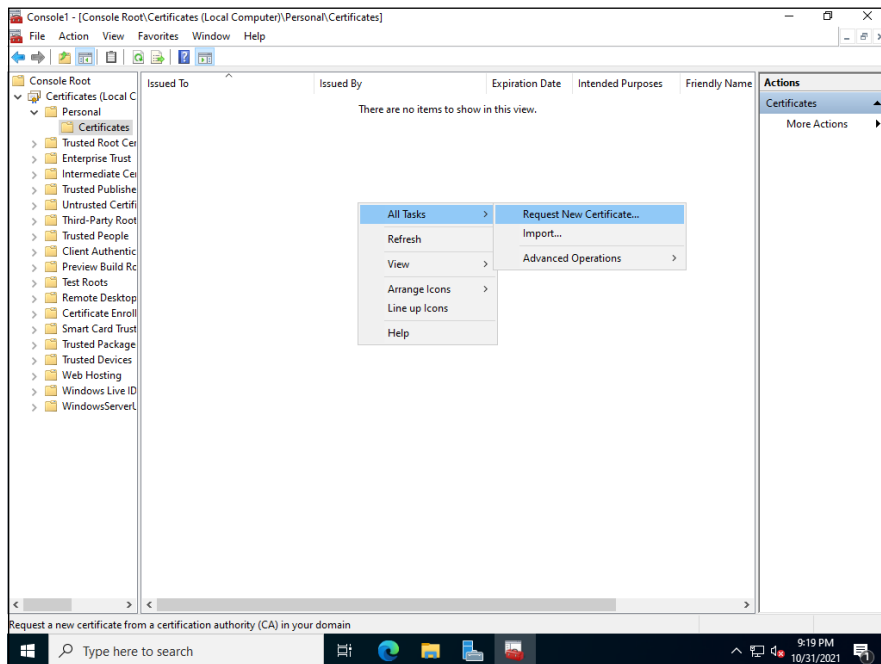 Console1 - [Console Root\Certificates (Local Computer)\Personal\Certificates]
File Action View Favorites Window Help
Console Root
Certificates (Local C
Personal
Certificates
Trusted Root Cer
Enterprise Trust
Intermediate Cer
Trusted Publishe
Untrusted Certifi
Third-Party Root
Trusted People
Client Authentic
Preview Build Ro
Test Roots
Remote Desktop
Certificate Enroll
Smart Card Trust
Trusted Package
Trusted Devices
Web Hosting
Windows Live ID
WindowsServerU
Issued To Issued By Expiration Date Intended Purposes Friendly Name
There are no items to show in this view.
All Tasks
Refresh
View
Arrange Icons
Line up Icons
Help
Request New Certificate...
Import...
Advanced Operations
Actions
Certificates
More Actions
Request a new certificate from a certification authority (CA) in your domain
Type here to search
9:19 PM
10/31/2021
1